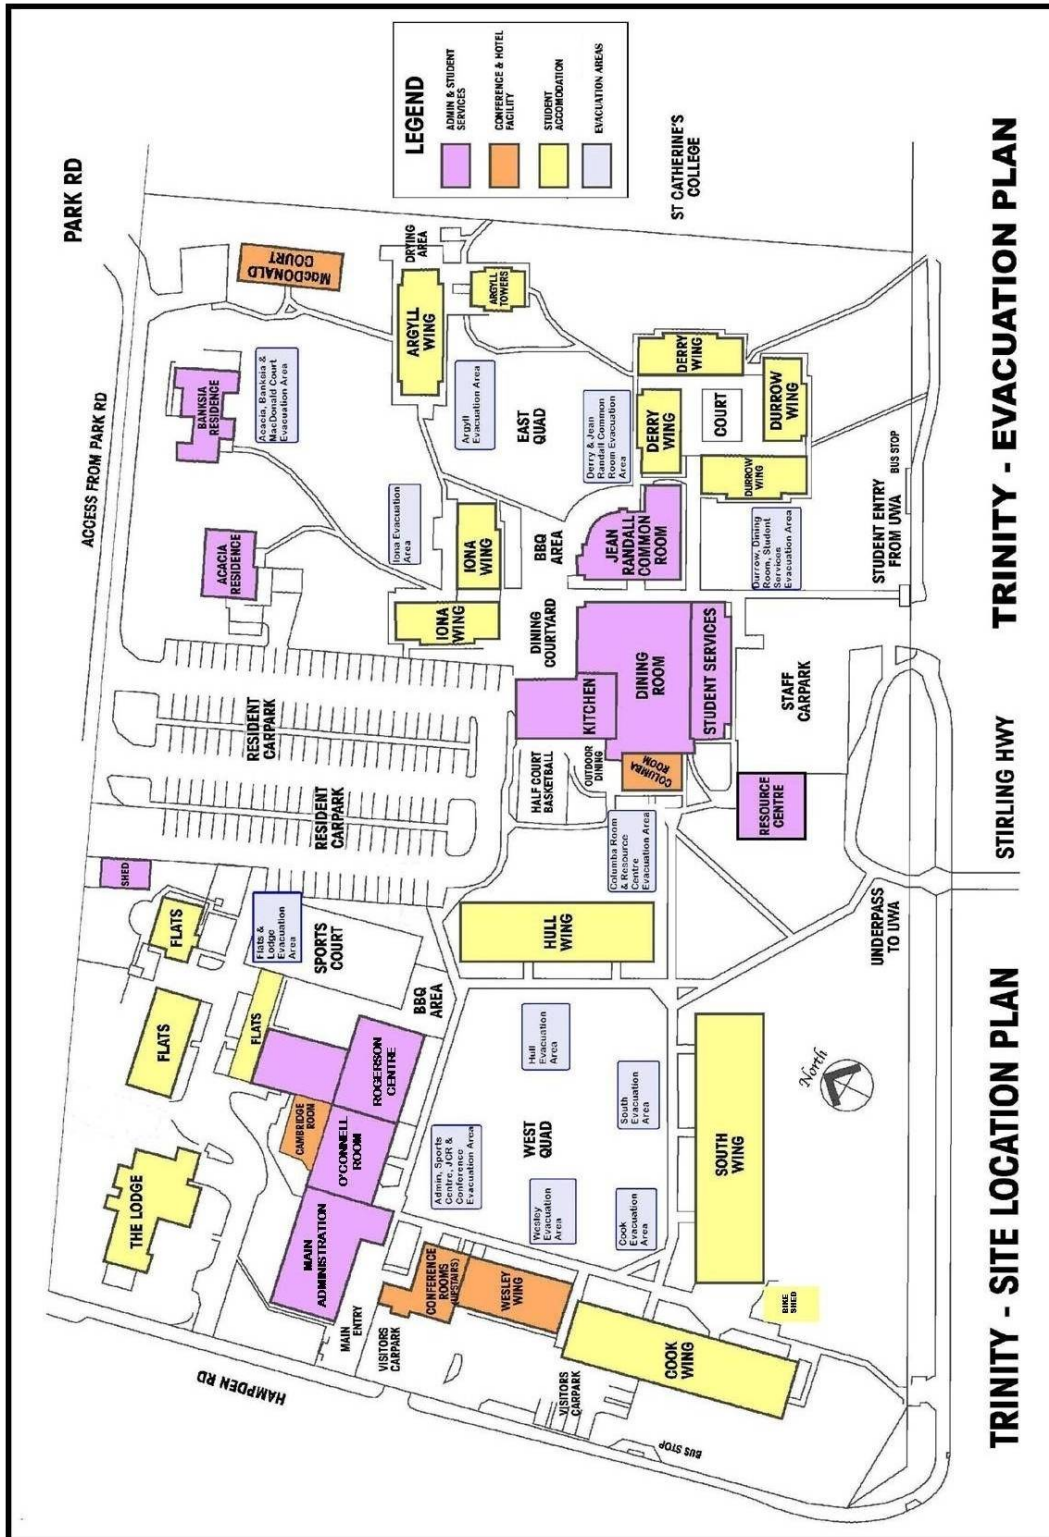 LEGEND
ADMIN & STUDENT
SERVICES
CONFERENCE & HOTEL
FACILITY
STUDENT
ACCOMODATION
EVACUATION AREAS
PARK RD
ACCESS FROM PARK RD
ST CATHERINE'S
COLLEGE
MacDONALD
COURT
DRYING
AREA
ARGYLL
WING
ARGYLL
TOWERS
BANKSIA
RESIDENCE
Acacia, Banksia &
MacDonald Court
Evacuation Area
Argyll
Evacuation Area
EAST
QUAD
Derry & Jean
Randall Common
Room Evacuation
Area
DERRY
WING
DERRY
WING
COURT
DURROW
WING
DURROW
WING
BUS STOP
STUDENT ENTRY
FROM UWA
Durrow, Dining
Room, Student
Services
Evacuation Area
ACACIA
RESIDENCE
Iona Evacuation
Area
IONA
WING
IONA
WING
BBQ
AREA
JEAN
RANDALL
COMMON
ROOM
DINING
COURTYARD
KITCHEN
DINING
ROOM
STUDENT SERVICES
STAFF
CARPARK
RESIDENT
CARPARK
RESIDENT
CARPARK
HALF COURT
BASKETBALL
OUTDOOR
DINING
COLUMBA
ROOM
RESOURCE
CENTRE
Columba Room
& Resource
Centre
Evacuation Area
STIRLING HWY
UNDERPASS
TO UWA
SHED
FLATS
FLATS
FLATS
Flats &
Lodge
Evacuation
Area
SPORTS
COURT
BBQ
AREA
HULL
WING
ROGERSON
CENTRE
CAMBRIDGE
ROOM
O'CONNELL
ROOM
THE LODGE
MAIN
ADMINISTRATION
Admin, Sports
Centre, JCR &
Conference
Evacuation Area
Hull
Evacuation
Area
WEST
QUAD
South
Evacuation
Area
Wesley
Evacuation
Area
Cook
Evacuation
Area
SOUTH
WING
North
MAIN
ENTRY
VISITORS
CARPARK
CONFERENCE
ROOMS
(UPSTAIRS)
WESLEY
WING
COOK
WING
BIKE
SHED
VISITORS
CARPARK
HAMPDEN RD
BUS STOP
TRINITY - SITE LOCATION PLAN
TRINITY - EVACUATION PLAN